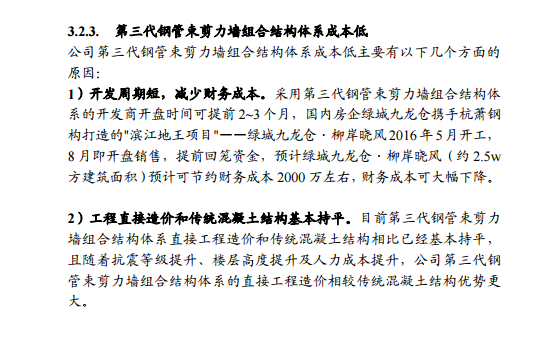 3.2.3. 第三代钢管束剪力墙组合结构体系成本低
公司第三代钢管束剪力墙组合结构体系成本低主要有以下几个方面的
原因：
1）开发周期短，减少财务成本。采用第三代钢管束剪力墙组合结构体
系的开发商开盘时间可提前 2~3 个月，国内房企绿城九龙仓携手杭萧钢
构打造的"滨江地王项目"——绿城九龙仓·柳岸晓风 2016 年 5 月开工，
8 月即开盘销售，提前回笼资金，预计绿城九龙仓·柳岸晓风（约 2.5w
方建筑面积）预计可节约财务成本 2000 万左右，财务成本可大幅下降。
2）工程直接造价和传统混凝土结构基本持平。目前第三代钢管束剪力
墙组合结构体系直接工程造价和传统混凝土结构相比已经基本持平，
且随着抗震等级提升、楼层高度提升及人力成本提升，公司第三代钢
管束剪力墙组合结构体系的直接工程造价相较传统混凝土结构优势更
大。